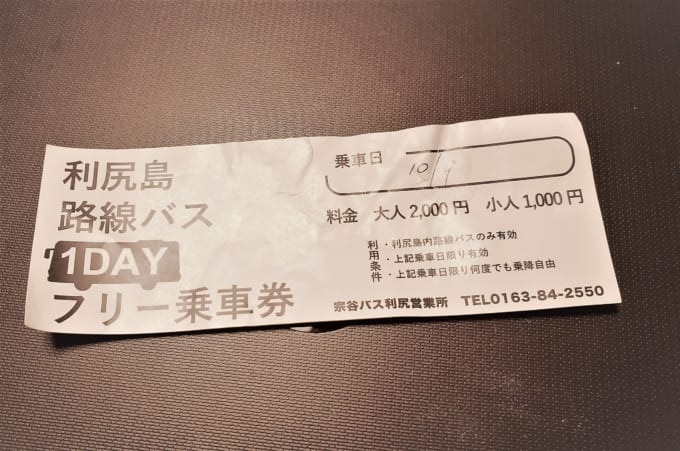 利尻島
路線バス
1DAY
フリー乗車券
乗車日 10/9
料金 大人2,000円 小人1,000円
利用条件
・利尻島内路線バスのみ有効
・上記乗車日限り有効
・上記乗車日限り何度でも乗降自由
宗谷バス利尻営業所 TEL0163-84-2550